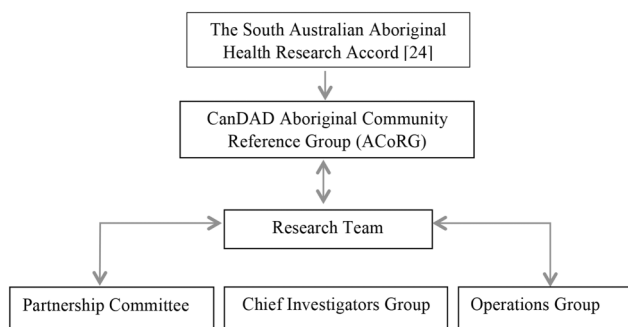 The South Australian Aboriginal
Health Research Accord [24]
CanDAD Aboriginal Community
Reference Group (ACoRG)
Research Team
Partnership Committee
Chief Investigators Group
Operations Group